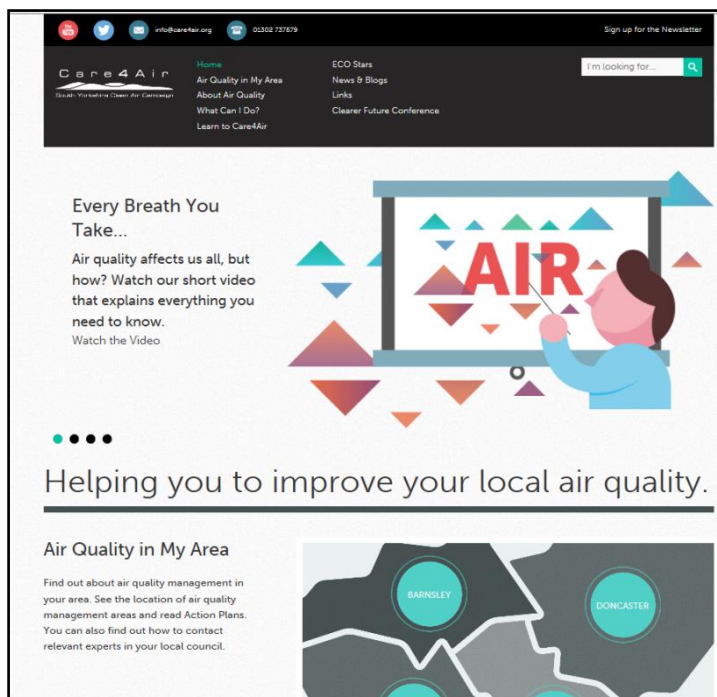 You Tube
info@care4air.org
01302 737579
Sign up for the Newsletter
Care4Air
South Yorkshire Clean Air Campaign
Home
Air Quality in My Area
About Air Quality
What Can I Do?
Learn to Care4Air
ECO Stars
News & Blogs
Links
Clearer Future Conference
I'm looking for...
Every Breath You
Take...
Air quality affects us all, but
how? Watch our short video
that explains everything you
need to know.
Watch the Video
AIR
Helping you to improve your local air quality.
Air Quality in My Area
Find out about air quality management in
your area. See the location of air quality
management areas and read Action Plans.
You can also find out how to contact
relevant experts in your local council.
BARNSLEY
DONCASTER